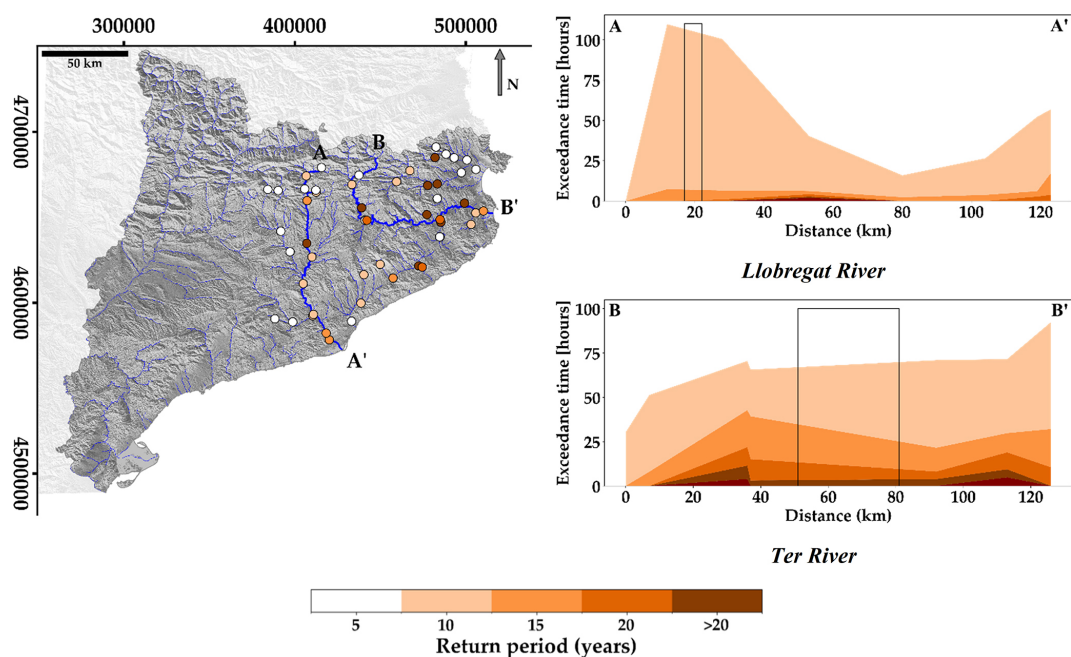 300000 400000 500000
50 km
N
4700000
4600000
4500000
A
B
B'
A'
A A'
Exceedance time [hours]
100
75
50
25
0
0 20 40 60 80 100 120
Distance (km)
Llobregat River
B B'
Exceedance time [hours]
100
75
50
25
0
0 20 40 60 80 100 120
Distance (km)
Ter River
5 10 15 20 >20
Return period (years)